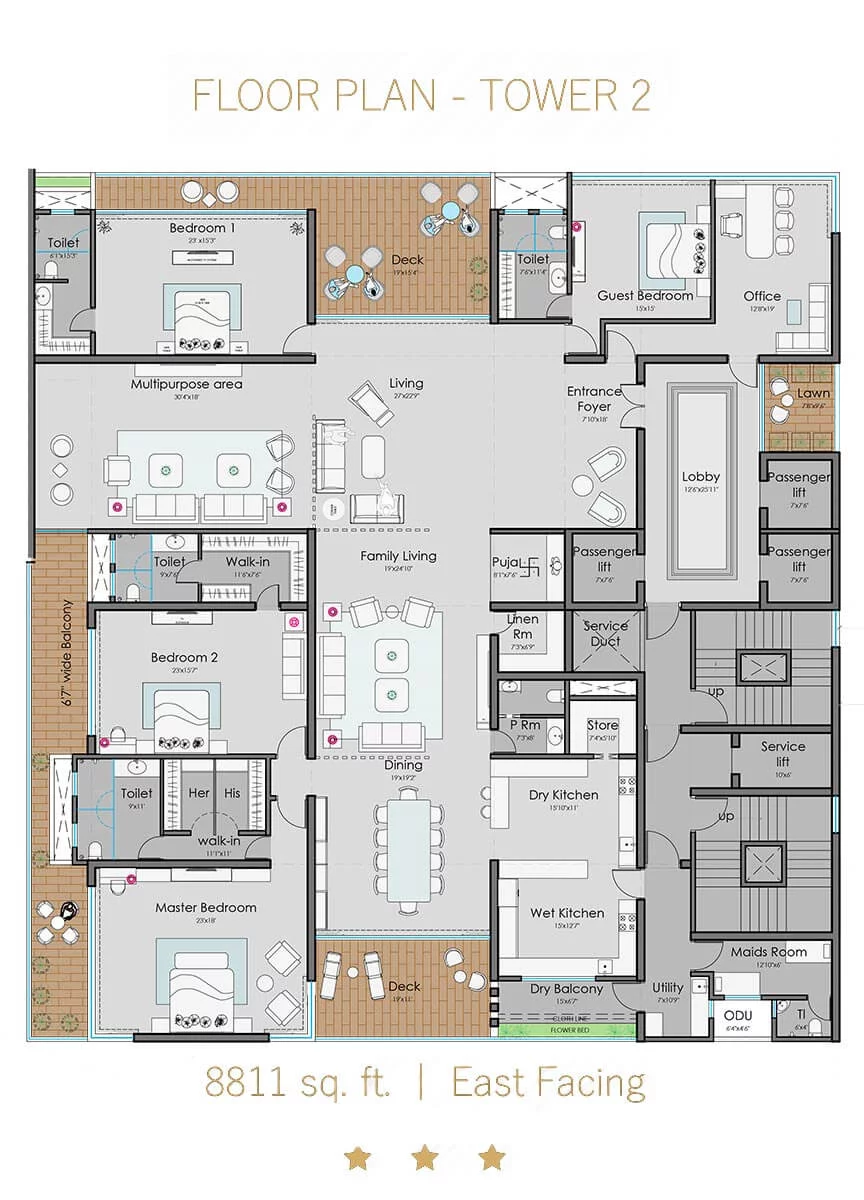 FLOOR PLAN - TOWER 2
Bedroom 1
23' x15'3"
Toilet
6'1"x15'3"
Deck
19'x15'4"
Toilet
7'6"x11'4"
Guest Bedroom
15'x15'
Office
12'8"x19'
Multipurpose area
30'4"x18'
Living
27'x22'9"
Entrance
Foyer
7'10"x18'
Lawn
7'8"x9'6"
Lobby
12'6"x25'11"
Passenger
lift
7'x7'6"
Toilet
9'x7'6"
Walk-in
11'6"x7'6"
Family Living
19'x24'10"
Puja
8'1"x7'6"
Passenger
lift
7'x7'6"
Passenger
lift
7'x7'6"
6'7" wide Balcony
Linen
Rm
7'3"x6'9"
Service
Duct
Bedroom 2
23'x15'7"
up
P Rm
7'3"x8'
Store
7'4"x5'10"
Service
lift
10'x6'
Dining
19'x19'2"
Toilet
9'x11'
Her
His
Dry Kitchen
15'10"x11'
up
walk-in
11'1"x11'
Master Bedroom
23'x18'
Wet Kitchen
15'x12'7"
Maids Room
12'10"x6'
Deck
19'x11'
Dry Balcony
15'x6'7"
Utility
7'x10'9"
CLOTH LINE
FLOWER BED
ODU
6'4"x4'6"
Tl
6'x4'
8811 sq. ft. | East Facing